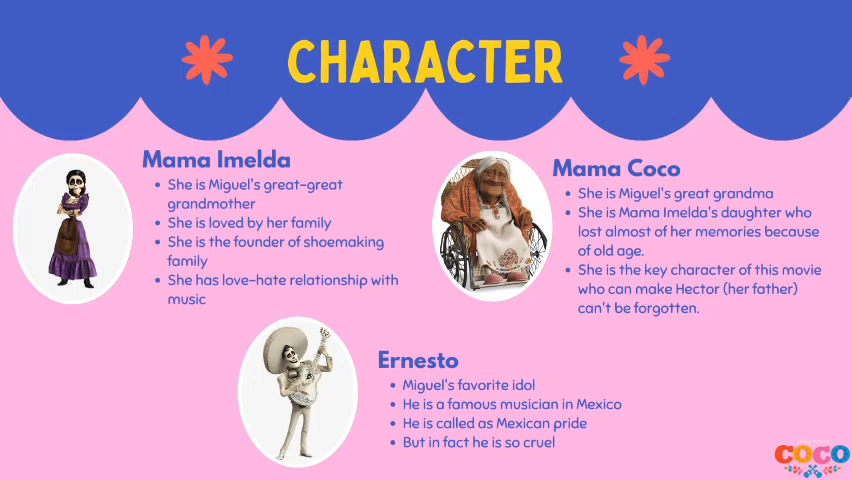 CHARACTER
Mama Imelda
• She is Miguel's great-great
grandmother
• She is loved by her family
• She is the founder of shoemaking
family
• She has love-hate relationship with
music
Mama Coco
• She is Miguel's great grandma
• She is Mama Imelda's daughter who
lost almost of her memories because
of old age.
• She is the key character of this movie
who can make Hector (her father)
can't be forgotten.
Ernesto
• Miguel's favorite idol
• He is a famous musician in Mexico
• He is called as Mexican pride
• But in fact he is so cruel
COCO